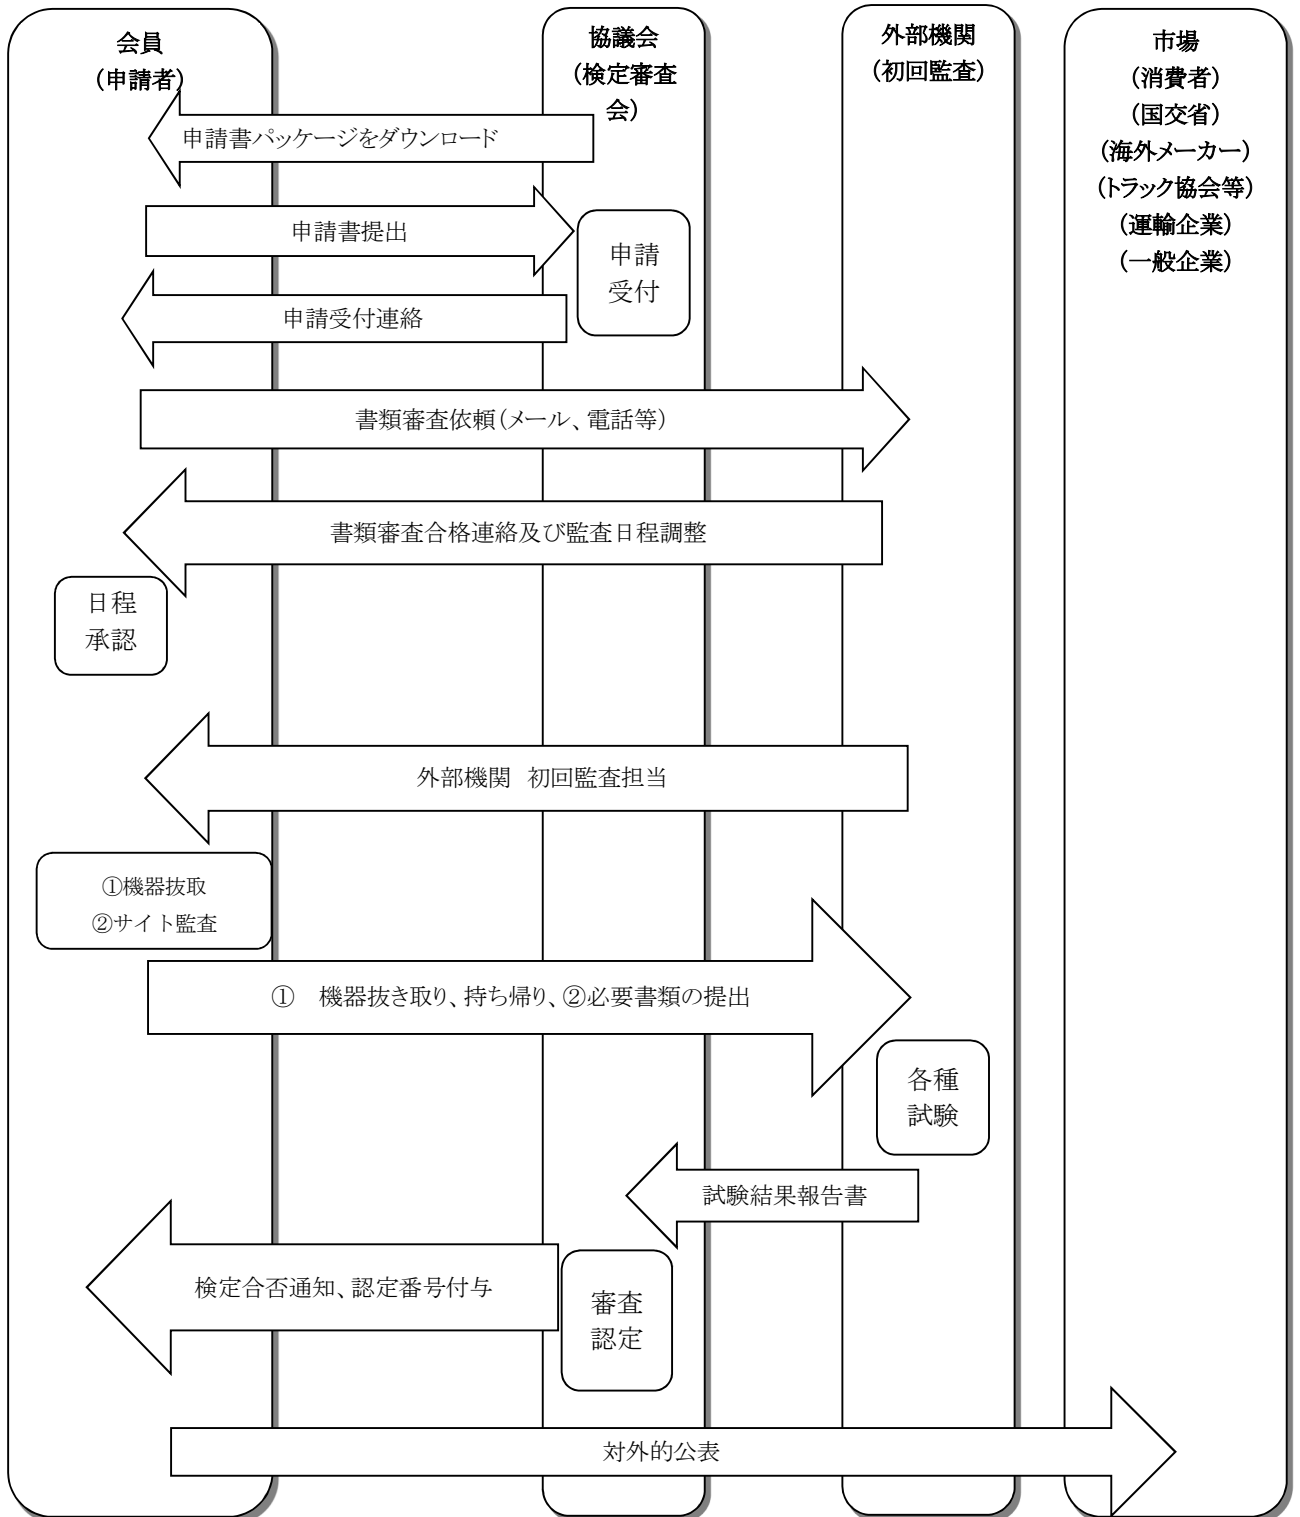 会員
（申請者）
協議会
（検定審査
会）
外部機関
（初回監査）
市場
（消費者）
（国交省）
（海外メーカー）
（トラック協会等）
（運輸企業）
（一般企業）
申請書パッケージをダウンロード
申請書提出
申請
受付
申請受付連絡
書類審査依頼（メール、電話等）
書類審査合格連絡及び監査日程調整
日程
承認
外部機関　初回監査担当
①機器抜取
②サイト監査
①　機器抜き取り、持ち帰り、②必要書類の提出
各種
試験
試験結果報告書
検定合否通知、認定番号付与
審査
認定
対外的公表